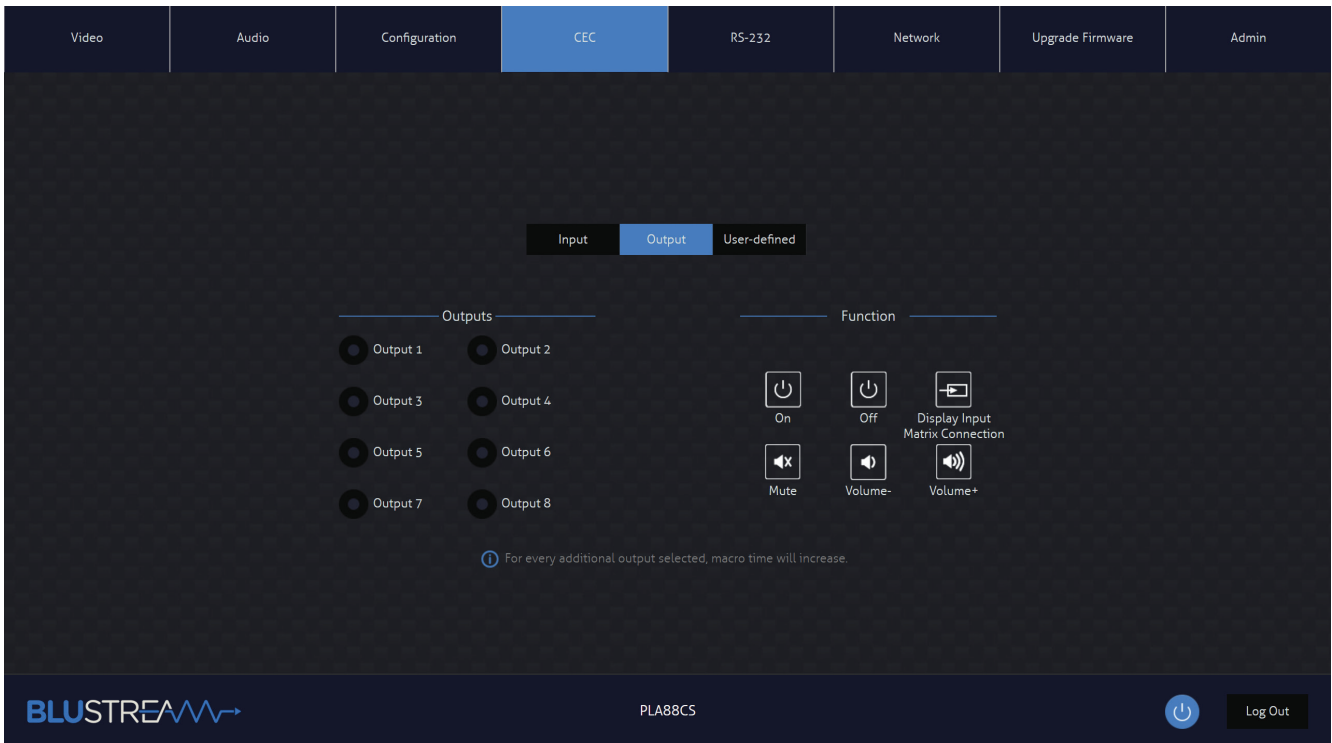 Video Audio Configuration CEC RS-232 Network Upgrade Firmware Admin
Input Output User-defined
Outputs
Output 1 Output 2
Output 3 Output 4
Output 5 Output 6
Output 7 Output 8
Function
On Off Display Input
Matrix Connection
Mute Volume- Volume+
For every additional output selected, macro time will increase.
BLUSTREAM PLA88CS Log Out